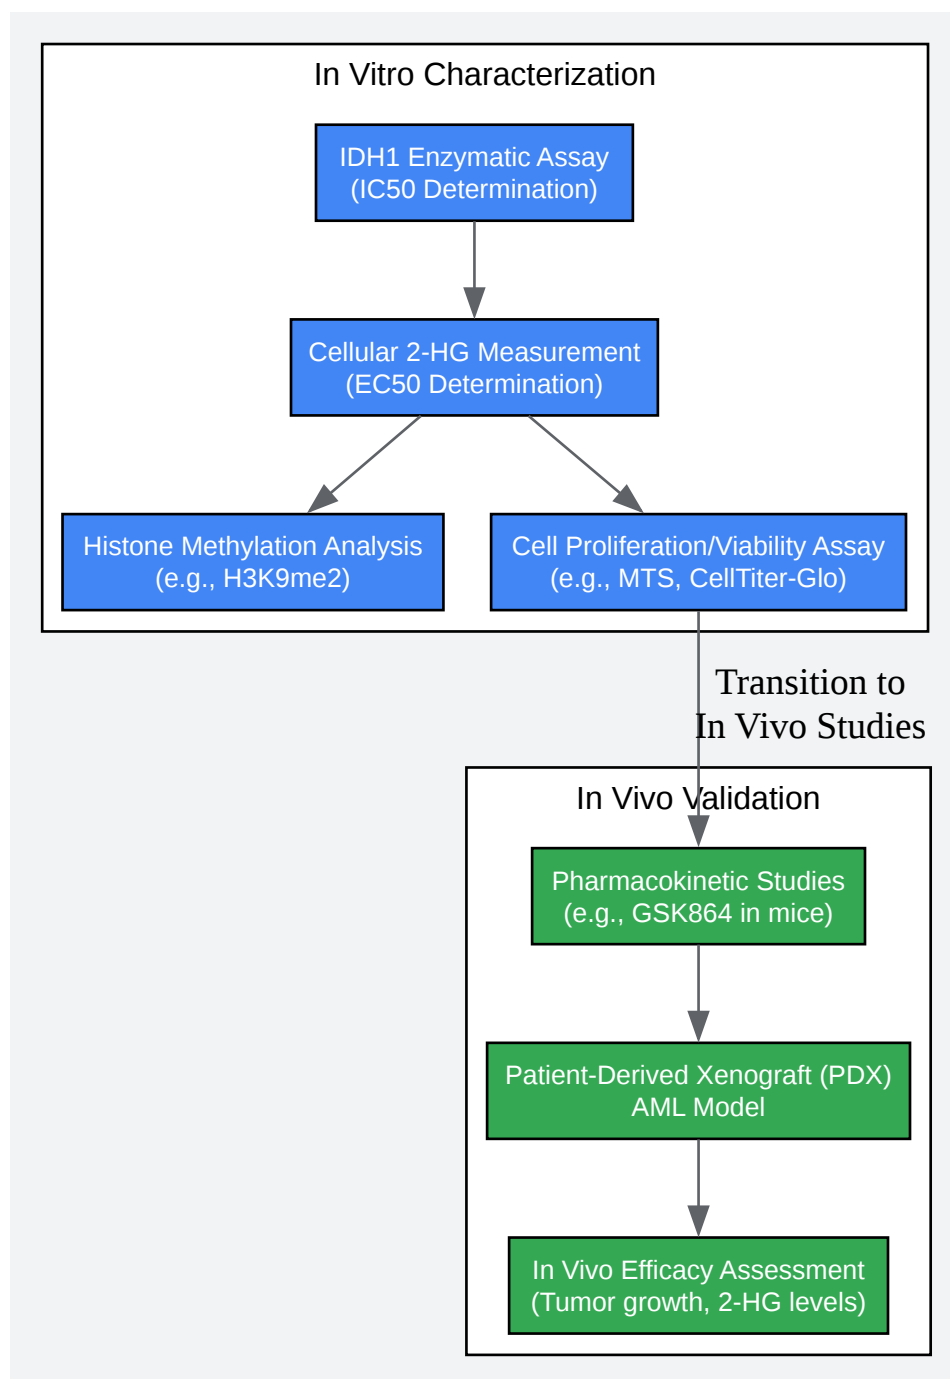 In Vitro Characterization
IDH1 Enzymatic Assay
(IC50 Determination)
Cellular 2-HG Measurement
(EC50 Determination)
Histone Methylation Analysis
(e.g., H3K9me2)
Cell Proliferation/Viability Assay
(e.g., MTS, CellTiter-Glo)
Transition to
In Vivo Studies
In Vivo Validation
Pharmacokinetic Studies
(e.g., GSK864 in mice)
Patient-Derived Xenograft (PDX)
AML Model
In Vivo Efficacy Assessment
(Tumor growth, 2-HG levels)